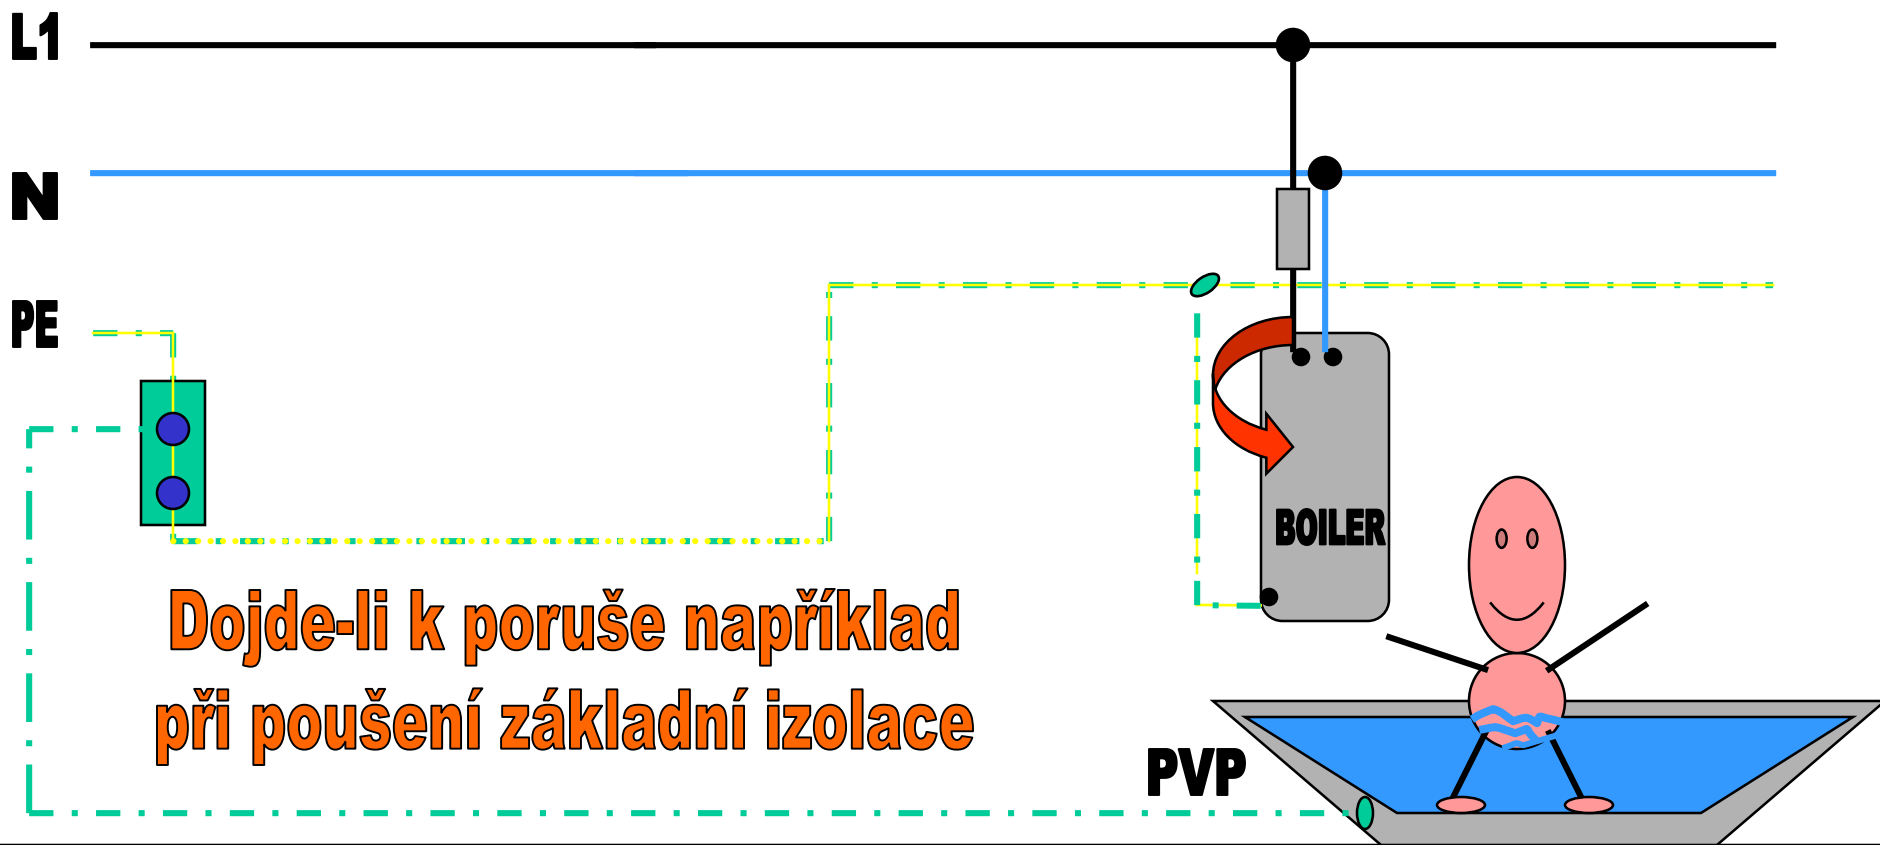 L1
N
PE
BOILER
Dojde-li k poruše například
při poušení základní izolace
PVP